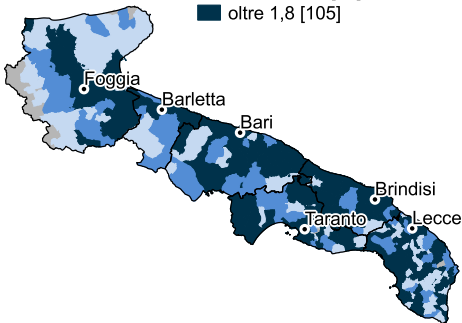 oltre 1,8 [105]
Foggia
Barletta
Bari
Brindisi
Taranto
Lecce